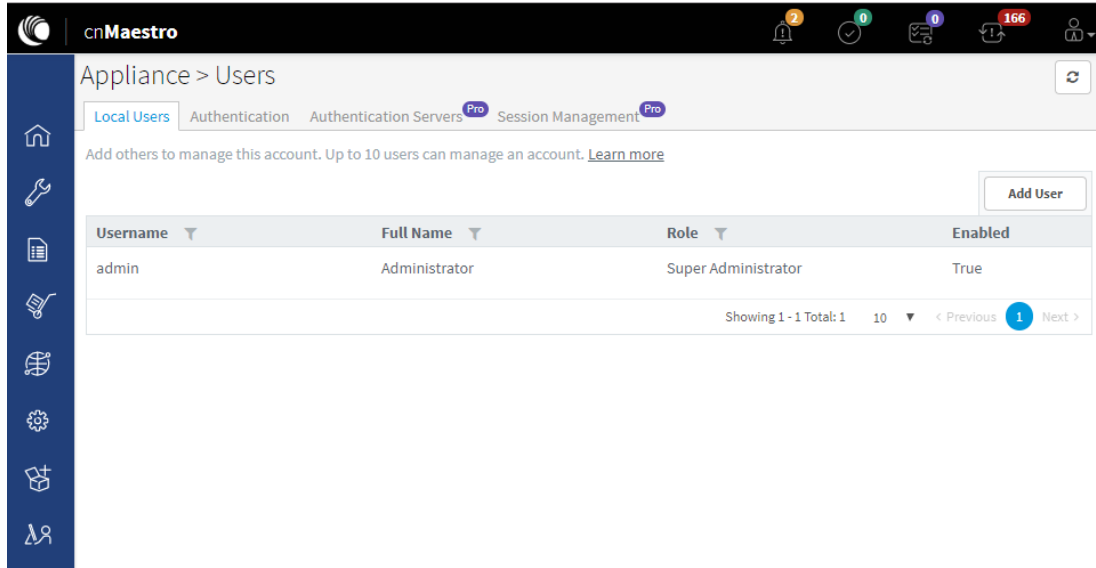 cnMaestro
2
0
0
166
Appliance > Users
Local Users Authentication Authentication Servers Pro Session Management Pro
Add others to manage this account. Up to 10 users can manage an account. Learn more
Add User
Username Full Name Role Enabled
admin Administrator Super Administrator True
Showing 1 - 1 Total: 1 10 ▼ < Previous 1 Next >